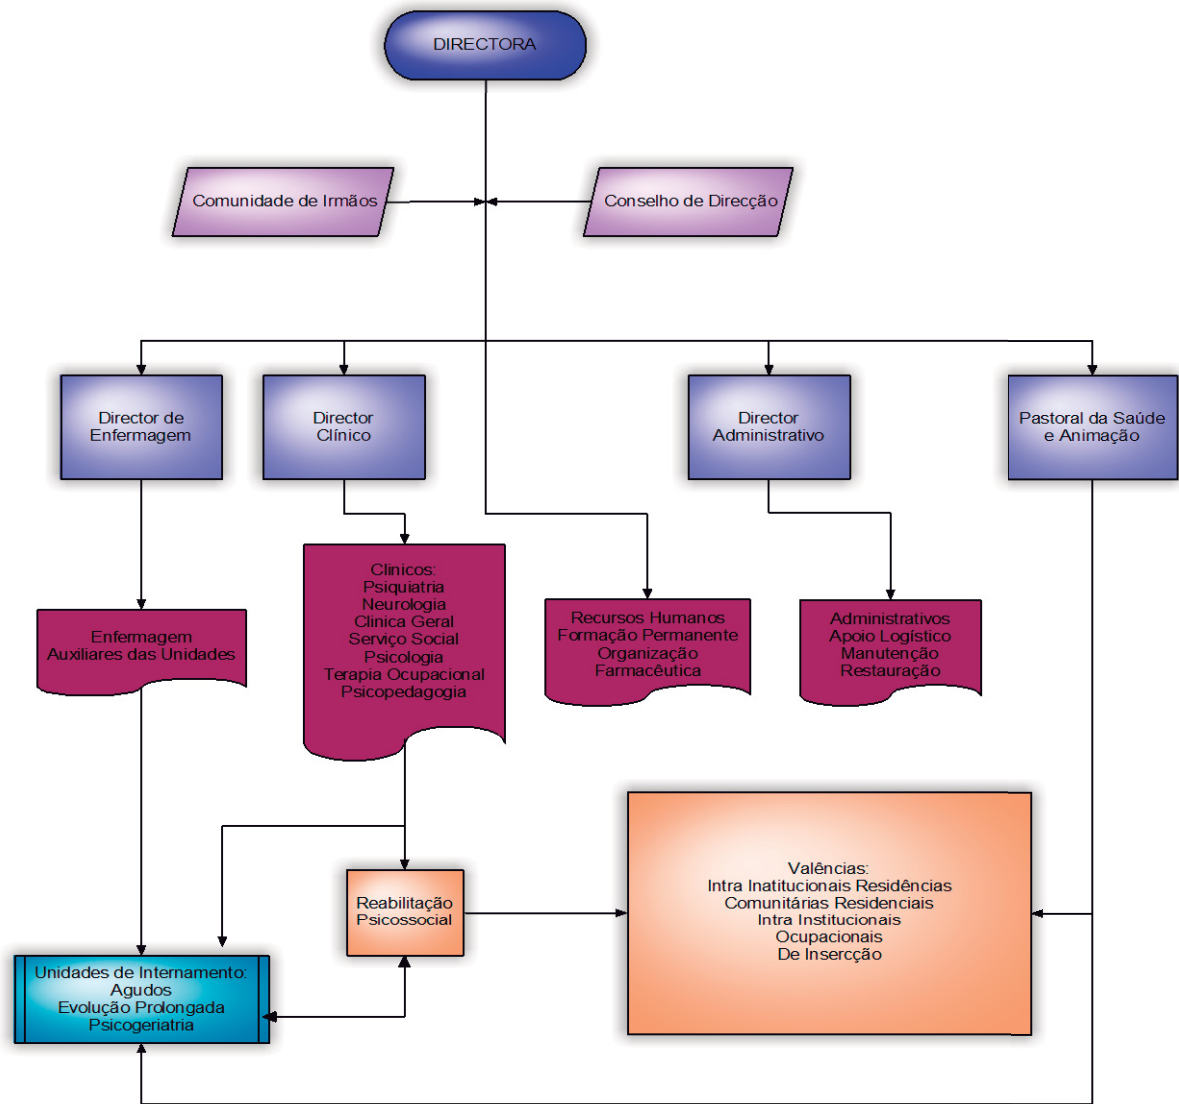 DIRECTORA
Comunidade de Irmãos
Conselho de Direcção
Director de
Enfermagem
Director
Clínico
Director
Administrativo
Pastoral da Saúde
e Animação
Clinicos:
Psiquiatria
Neurologia
Clinica Geral
Serviço Social
Psicologia
Terapia Ocupacional
Psicopedagogia
Enfermagem
Auxiliares das Unidades
Recursos Humanos
Formação Permanente
Organização
Farmacêutica
Administrativos
Apoio Logístico
Manutenção
Restauração
Reabilitação
Psicossocial
Valências:
Intra Inatitucionais Residências
Comunitárias Residenciais
Intra Institucionais
Ocupacionais
De Insercção
Unidades de Internamento:
Agudos
Evolução Prolongada
Psicogeriatria